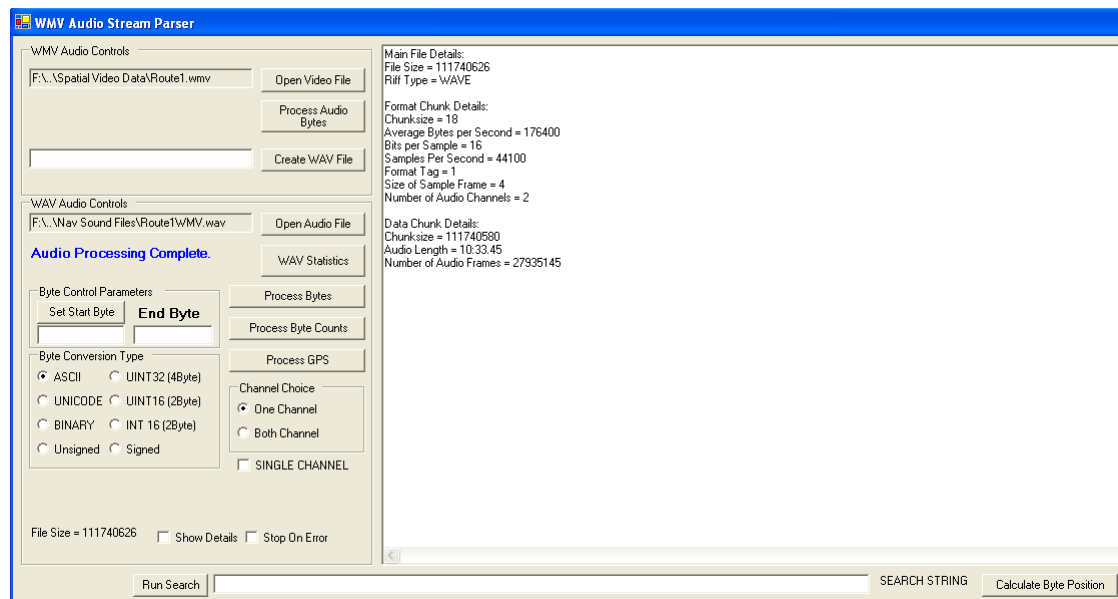 WMV Audio Stream Parser
WMV Audio Controls
F:\..\Spatial Video Data\Route1.wmv
Open Video File
Process Audio
Bytes
Create WAV File
WAV Audio Controls
F:\..\Nav Sound Files\Route1WMV.wav
Open Audio File
Audio Processing Complete.
WAV Statistics
Byte Control Parameters
Set Start Byte
End Byte
Process Bytes
Process Byte Counts
Process GPS
Byte Conversion Type
ASCII
UINT32 (4Byte)
UNICODE
UINT16 (2Byte)
BINARY
INT 16 (2Byte)
Unsigned
Signed
Channel Choice
One Channel
Both Channel
SINGLE CHANNEL
File Size = 111740626
Show Details
Stop On Error
Main File Details:
File Size = 111740626
Riff Type = WAVE
Format Chunk Details:
Chunksize = 18
Average Bytes per Second = 176400
Bits per Sample = 16
Samples Per Second = 44100
Format Tag = 1
Size of Sample Frame = 4
Number of Audio Channels = 2
Data Chunk Details:
Chunksize = 111740580
Audio Length = 10:33.45
Number of Audio Frames = 27935145
Run Search
SEARCH STRING
Calculate Byte Position